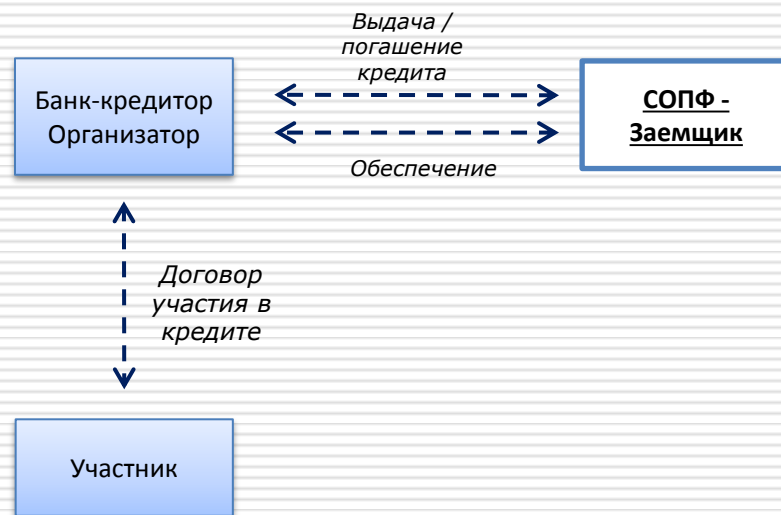 Выдача /
погашение
кредита
Банк-кредитор
Организатор
СОПФ -
Заемщик
Обеспечение
Договор
участия в
кредите
Участник